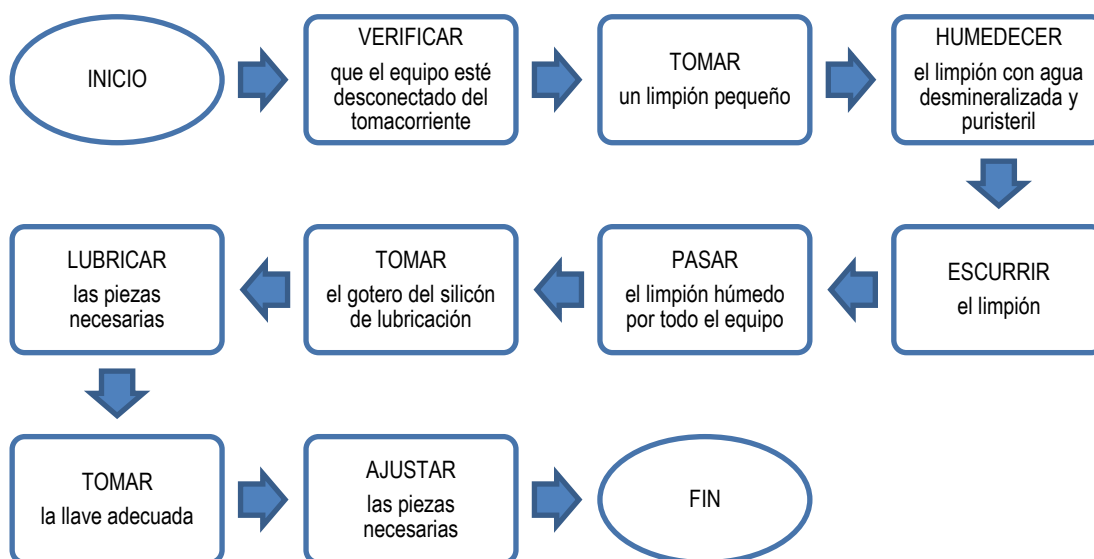 INICIO
VERIFICAR
que el equipo esté
desconectado del
tomacorriente
TOMAR
un limpión pequeño
HUMEDECER
el limpión con agua
desmineralizada y
puristeril
ESCURRIR
el limpión
PASAR
el limpión húmedo
por todo el equipo
TOMAR
el gotero del silicón
de lubricación
LUBRICAR
las piezas
necesarias
TOMAR
la llave adecuada
AJUSTAR
las piezas
necesarias
FIN